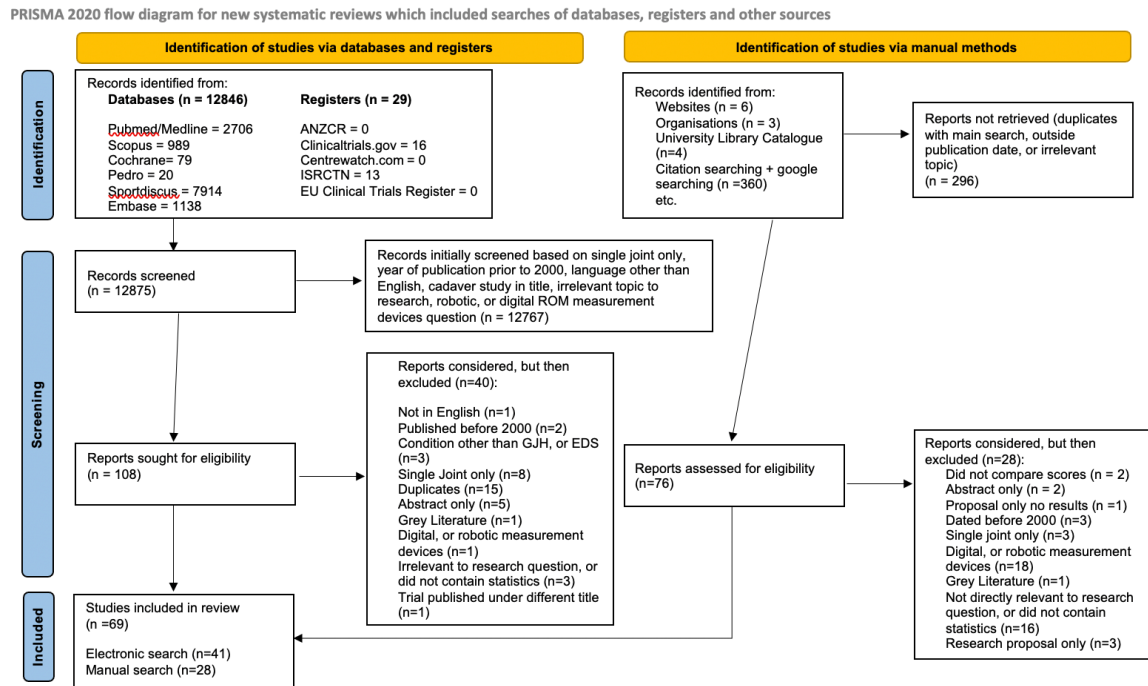 PRISMA 2020 flow diagram for new systematic reviews which included searches of databases, registers and other sources
Identification of studies via databases and registers
Identification of studies via manual methods
Identification
Records identified from:
Databases (n = 12846)
Pubmed/Medline = 2706
Scopus = 989
Cochrane= 79
Pedro = 20
Sportdiscus = 7914
Embase = 1138
Registers (n = 29)
ANZCR = 0
Clinicaltrials.gov = 16
Centrewatch.com = 0
ISRCTN = 13
EU Clinical Trials Register = 0
Records identified from:
Websites (n = 6)
Organisations (n = 3)
University Library Catalogue
(n=4)
Citation searching + google
searching (n =360)
etc.
Reports not retrieved (duplicates
with main search, outside
publication date, or irrelevant
topic)
(n = 296)
Screening
Records screened
(n = 12875)
Records initially screened based on single joint only,
year of publication prior to 2000, language other than
English, cadaver study in title, irrelevant topic to
research, robotic, or digital ROM measurement
devices question (n = 12767)
Reports sought for eligibility
(n = 108)
Reports considered, but then
excluded (n=40):
Not in English (n=1)
Published before 2000 (n=2)
Condition other than GJH, or EDS
(n=3)
Single Joint only (n=8)
Duplicates (n=15)
Abstract only (n=5)
Grey Literature (n=1)
Digital, or robotic measurement
devices (n=1)
Irrelevant to research question, or
did not contain statistics (n=3)
Trial published under different title
(n=1)
Reports assessed for eligibility
(n=76)
Reports considered, but then
excluded (n=28):
Did not compare scores (n = 2)
Abstract only (n = 2)
Proposal only no results (n =1)
Dated before 2000 (n=3)
Single joint only (n=3)
Digital, or robotic measurement
devices (n=18)
Grey Literature (n=1)
Not directly relevant to research
question, or did not contain
statistics (n=16)
Research proposal only (n=3)
Included
Studies included in review
(n =69)
Electronic search (n=41)
Manual search (n=28)